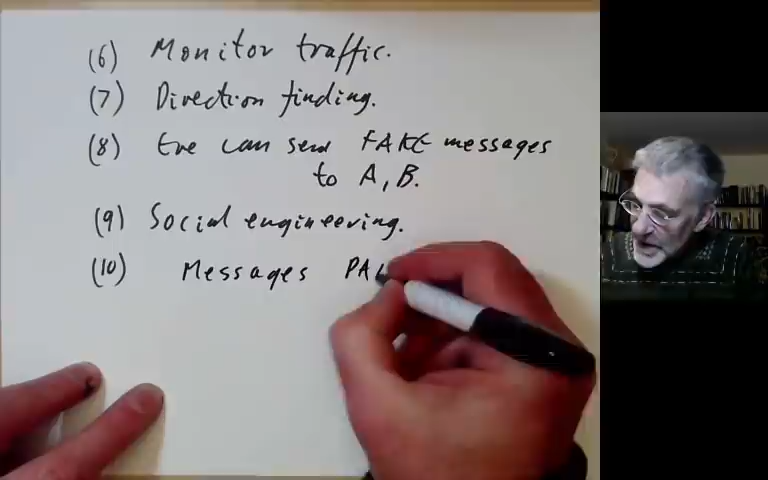 (6) Monitor traffic.
(7) Direction finding.
(8) Eve can send FAKE messages
to A, B.
(9) Social engineering.
(10) Messages